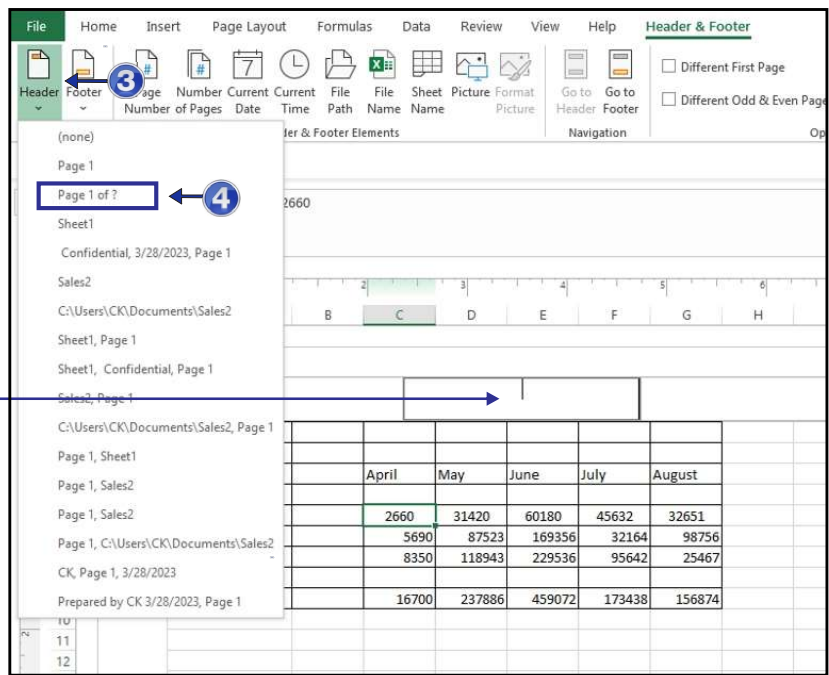 File Home Insert Page Layout Formulas Data Review View Help Header & Footer
Header Footer Page Number Number of Pages Current Date Current Time File Path File Name Sheet Name Picture Format Picture Go to Header Go to Footer
Different First Page
Different Odd & Even Page
3
& Footer Elements Navigation Op
(none)
Page 1
Page 1 of ?
4
2660
Sheet1
Confidential, 3/28/2023, Page 1
Sales2
C:\Users\CK\Documents\Sales2
Sheet1, Page 1
Sheet1, Confidential, Page 1
Sales2, Page 1
C:\Users\CK\Documents\Sales2, Page 1
Page 1, Sheet1
Page 1, Sales2
Page 1, Sales2
Page 1, C:\Users\CK\Documents\Sales2
CK, Page 1, 3/28/2023
Prepared by CK 3/28/2023, Page 1
2 3 4 5 6
B C D E F G H
April May June July August
2660 31420 60180 45632 32651
5690 87523 169356 32164 98756
8350 118943 229536 95642 25467
16700 237886 459072 173438 156874
10
2
11
12